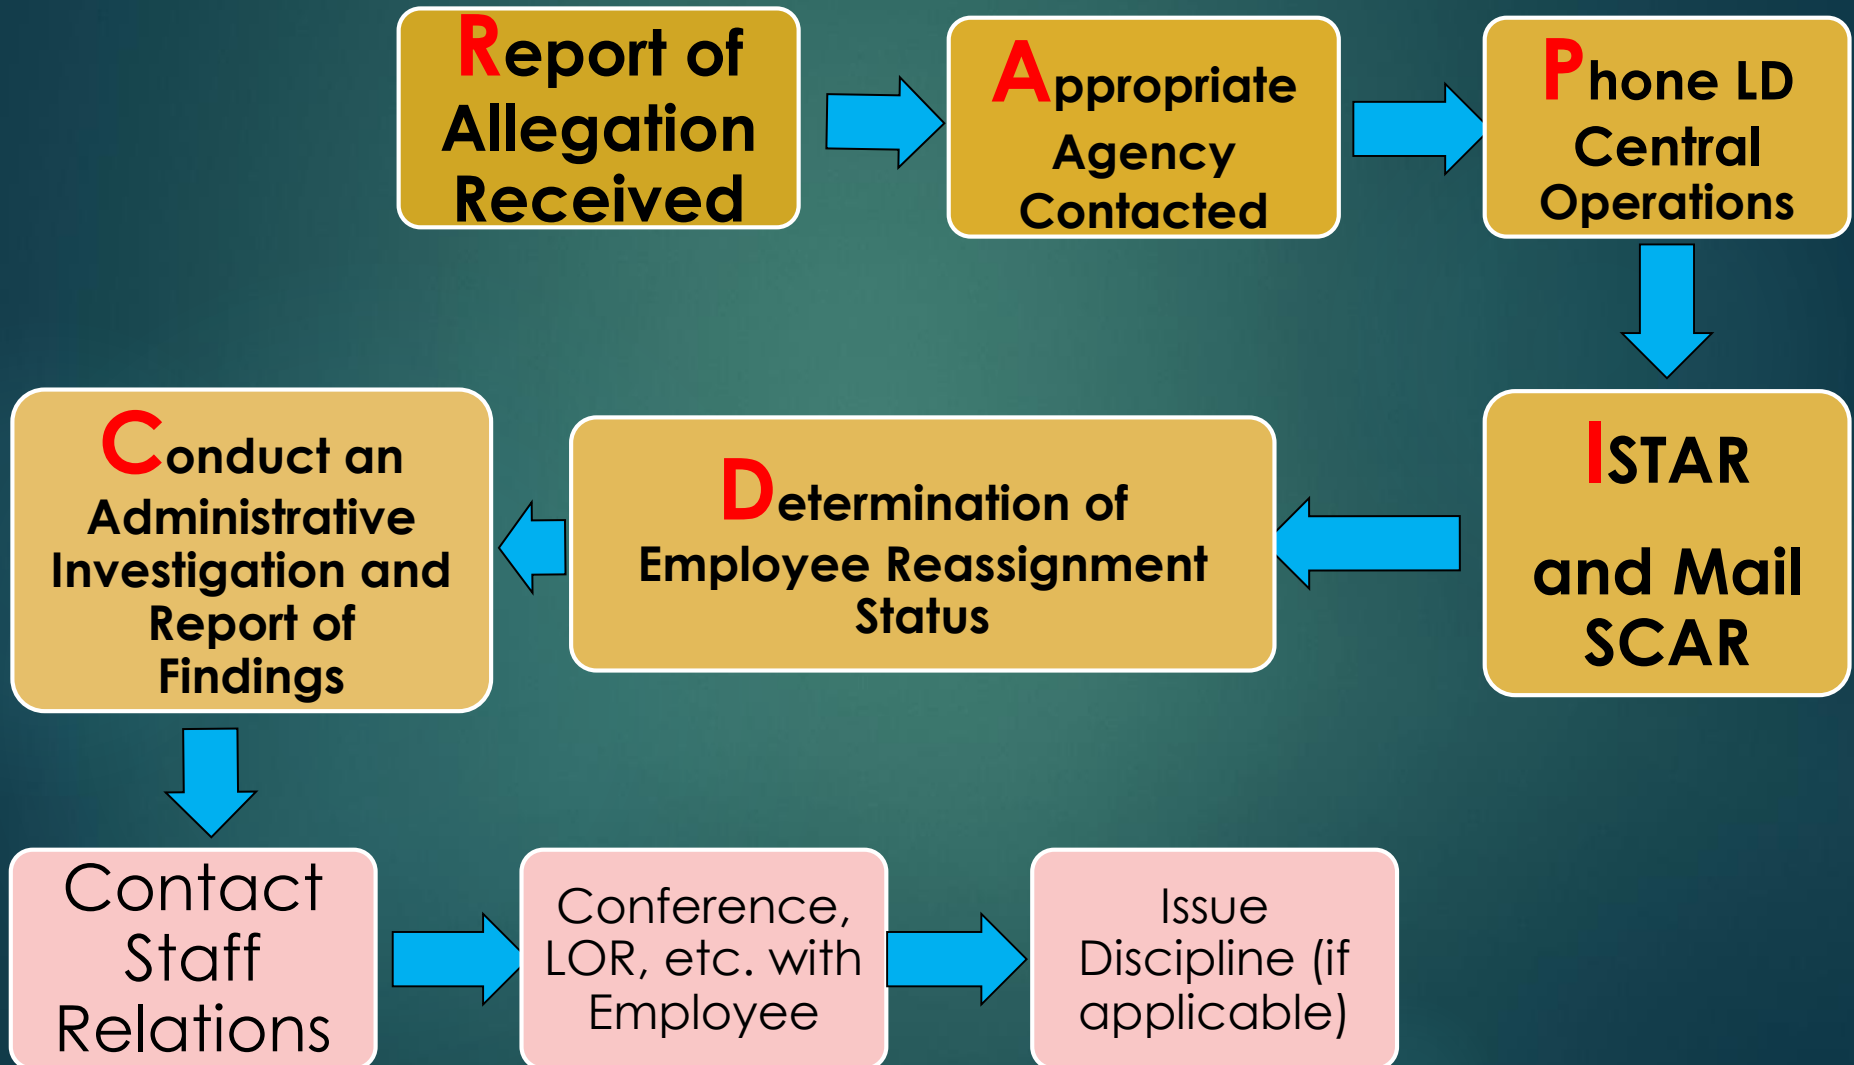 Report of
Allegation
Received
Appropriate
Agency
Contacted
Phone LD
Central
Operations
ISTAR
and Mail
SCAR
Determination of
Employee Reassignment
Status
Conduct an
Administrative
Investigation and
Report of
Findings
Contact
Staff
Relations
Conference,
LOR, etc. with
Employee
Issue
Discipline (if
applicable)